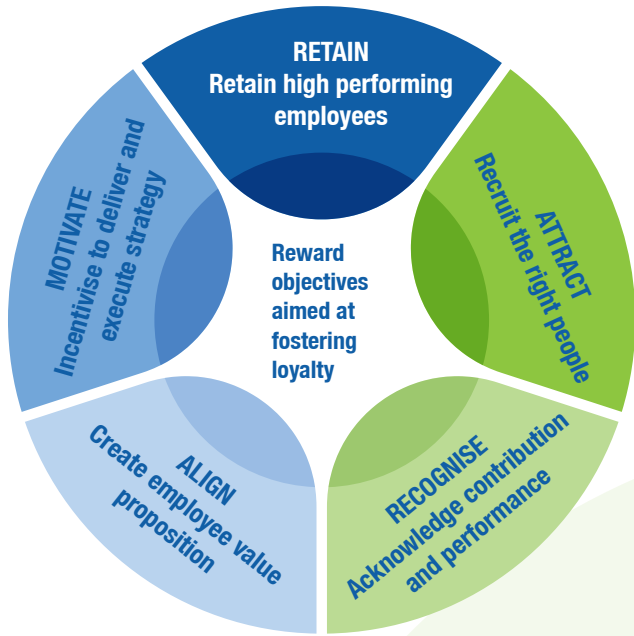 RETAIN
Retain high performing
employees
ATTRACT
Recruit the right people
RECOGNISE
Acknowledge contribution
and performance
ALIGN
Create employee value
proposition
MOTIVATE
Incentivise to deliver and
execute strategy
Reward
objectives
aimed at
fostering
loyalty